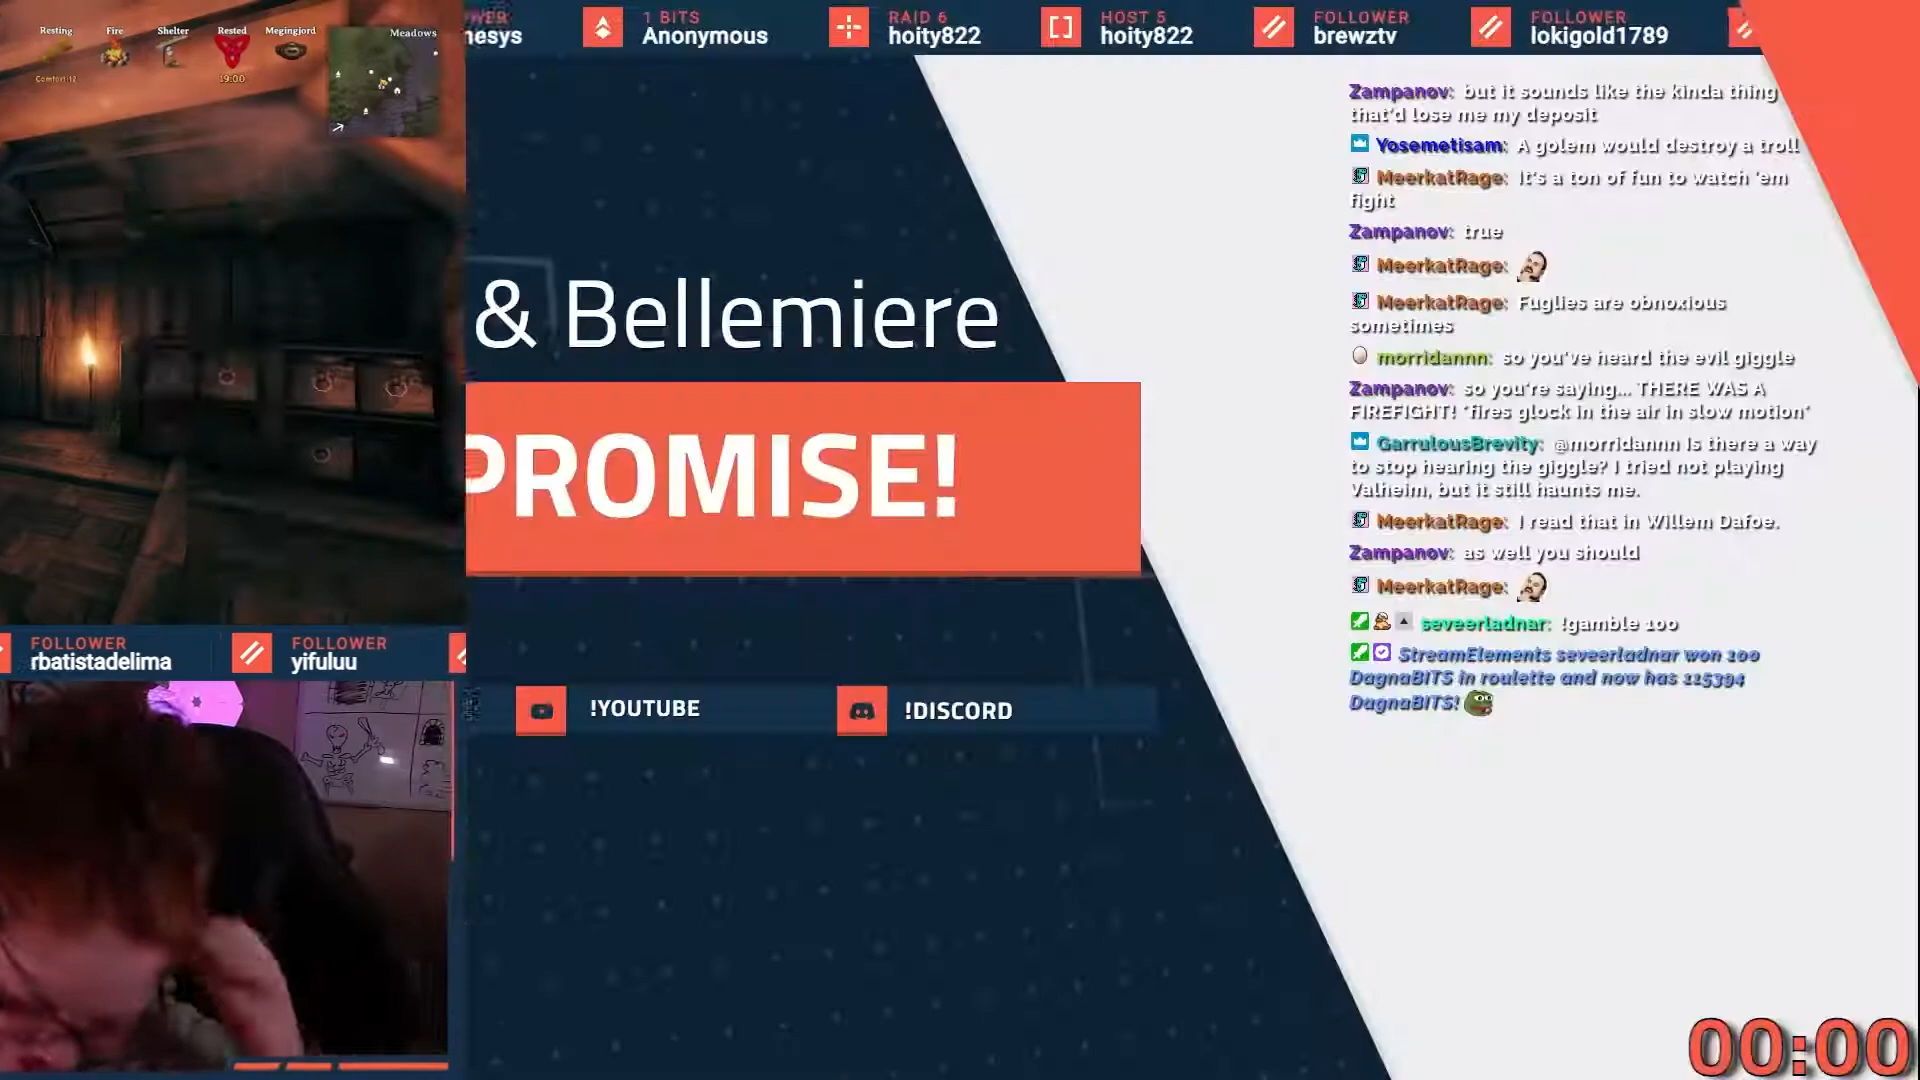 Resting
Fire
Shelter
Rested
Megingjord
Meadows
Comfort:12
19:00
nesys
1 BITS
Anonymous
RAID 6
hoity822
HOST 5
hoity822
FOLLOWER
brewztv
FOLLOWER
lokigold1789
& Bellemiere
PROMISE!
!YOUTUBE
!DISCORD
FOLLOWER
rbatistadelima
FOLLOWER
yifuluu
Zampanov: but it sounds like the kinda thing
that'd lose me my deposit
Yosemetisam: A golem would destroy a troll
MeerkatRage: It's a ton of fun to watch 'em
fight
Zampanov: true
MeerkatRage:
MeerkatRage: Fuglies are obnoxious
sometimes
morridannn: so you've heard the evil giggle
Zampanov: so you're saying... THERE WAS A
FIREFIGHT! *fires glock in the air in slow motion*
GarrulousBrevity: @morridannn Is there a way
to stop hearing the giggle? I tried not playing
Valheim, but it still haunts me.
MeerkatRage: I read that in Willem Dafoe.
Zampanov: as well you should
MeerkatRage:
seveerladnar: !gamble 100
StreamElements seveerladnar won 100
DagnaBITS in roulette and now has 115394
DagnaBITS!
00:00